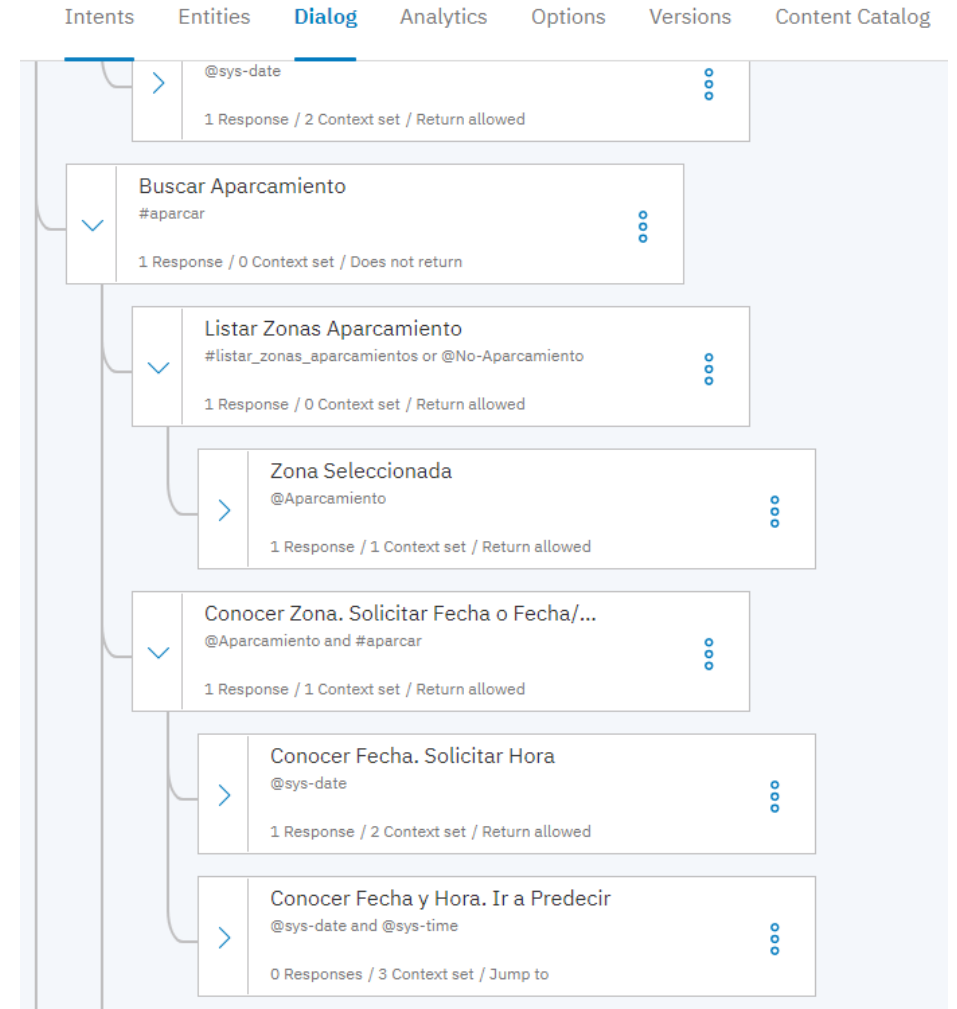 Intents Entities Dialog Analytics Options Versions Content Catalog
@sys-date
1 Response / 2 Context set / Return allowed
Buscar Aparcamiento
#aparcar
1 Response / 0 Context set / Does not return
Listar Zonas Aparcamiento
#listar_zonas_aparcamientos or @No-Aparcamiento
1 Response / 0 Context set / Return allowed
Zona Seleccionada
@Aparcamiento
1 Response / 1 Context set / Return allowed
Conocer Zona. Solicitar Fecha o Fecha/...
@Aparcamiento and #aparcar
1 Response / 1 Context set / Return allowed
Conocer Fecha. Solicitar Hora
@sys-date
1 Response / 2 Context set / Return allowed
Conocer Fecha y Hora. Ir a Predecir
@sys-date and @sys-time
0 Responses / 3 Context set / Jump to